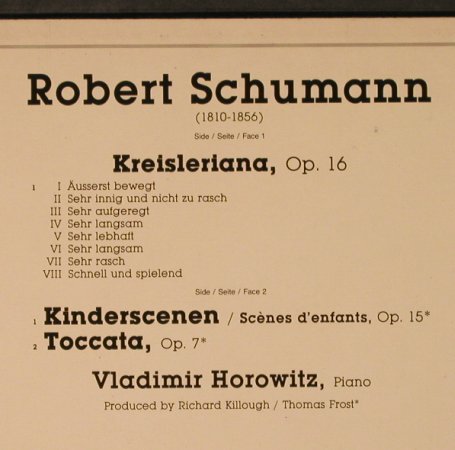 Robert Schumann
(1810-1856)
Side / Seite / Face 1
Kreisleriana, Op. 16
1 I Äusserst bewegt
II Sehr innig und nicht zu rasch
III Sehr aufgeregt
IV Sehr langsam
V Sehr lebhaft
VI Sehr langsam
VII Sehr rasch
VIII Schnell und spielend
Side / Seite / Face 2
1 Kinderscenen / Scènes d'enfants, Op. 15*
2 Toccata, Op. 7*
Vladimir Horowitz, Piano
Produced by Richard Killough / Thomas Frost*